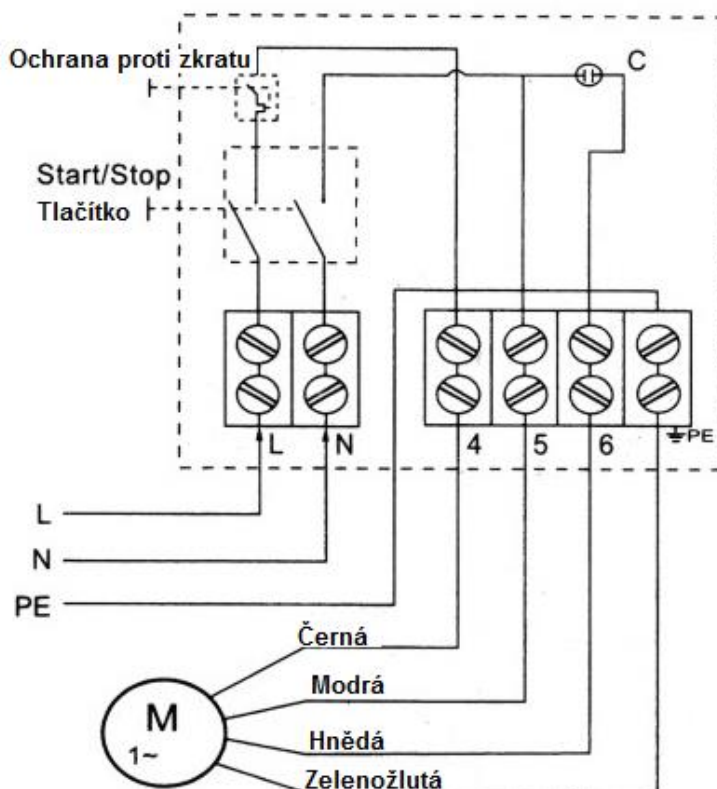 Ochrana proti zkratu
C
Start/Stop
Tlačítko
L N 4 5 6 PE
L
N
PE
Černá
Modrá
M
1~
Hnědá
Zelenožlutá